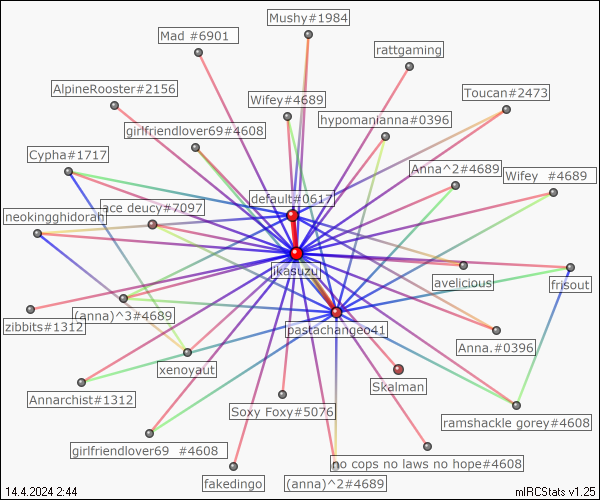 Mushy#1984
Mad #6901
rattgaming
AlpineRooster#2156
Toucan#2473
Wifey#4689
hypomanianna#0396
girlfriendlover69#4608
Cypha#1717
Anna^2#4689
Wifey #4689
default#0617
ace deucy#7097
neokingghidorah
jkasuzu
avelicious
frisout
(anna)^3#4689
zibbits#1312
pastachangeo41
Anna.#0396
xenoyaut
Skalman
Annarchist#1312
Soxy Foxy#5076
ramshackle gorey#4608
girlfriendlover69 #4608
no cops no laws no hope#4608
fakedingo
(anna)^2#4689
14.4.2024 2:44
mIRCStats v1.25